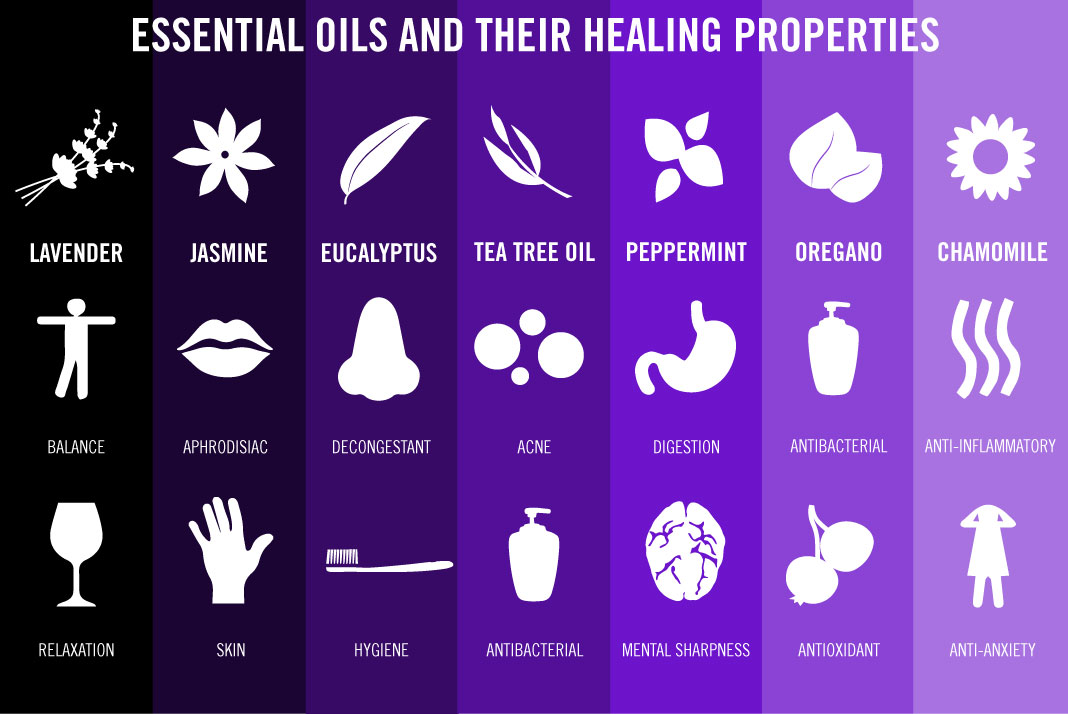 ESSENTIAL OILS AND THEIR HEALING PROPERTIES
LAVENDER
JASMINE
EUCALYPTUS
TEA TREE OIL
PEPPERMINT
OREGANO
CHAMOMILE
BALANCE
APHRODISIAC
DECONGESTANT
ACNE
DIGESTION
ANTIBACTERIAL
ANTI-INFLAMMATORY
RELAXATION
SKIN
HYGIENE
ANTIBACTERIAL
MENTAL SHARPNESS
ANTIOXIDANT
ANTI-ANXIETY